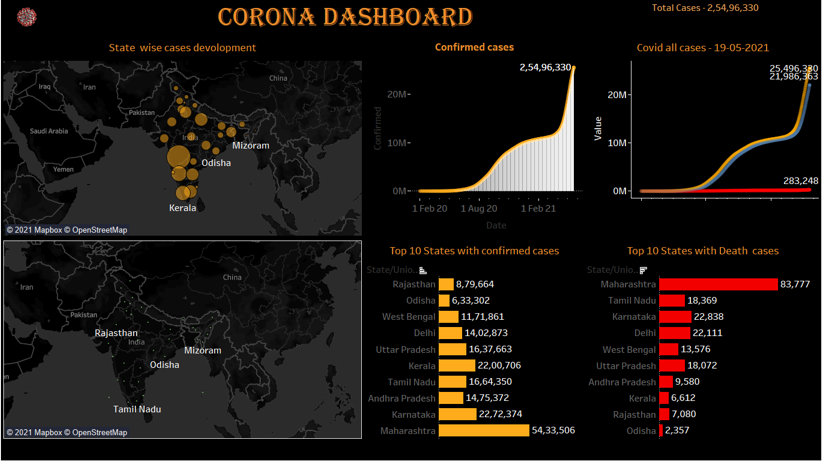 CORONA DASHBOARD
Total Cases - 2,54,96,330
State wise cases devolopment
Iraq
Iran
China
Pakistan
Saudi Arabia
India
Mizoram
Odisha
Yemen
Kerala
© 2021 Mapbox © OpenStreetMap
Confirmed cases
2,54,96,330
20M
10M
0M
Confirmed
1 Feb 20
1 Aug 20
1 Feb 21
Date
Covid all cases - 19-05-2021
25,496,330
21,986,363
20M
10M
0M
Value
283,248
Iran
China
Pakistan
Rajasthan
India
Mizoram
Odisha
Tamil Nadu
en
© 2021 Mapbox © OpenStreetMap
Top 10 States with confirmed cases
State/Unio..
Rajasthan 8,79,664
Odisha 6,33,302
West Bengal 11,71,861
Delhi 14,02,873
Uttar Pradesh 16,37,663
Kerala 22,00,706
Tamil Nadu 16,64,350
Andhra Pradesh 14,75,372
Karnataka 22,72,374
Maharashtra 54,33,506
Top 10 States with Death cases
State/Unio..
Maharashtra 83,777
Tamil Nadu 18,369
Karnataka 22,838
Delhi 22,111
West Bengal 13,576
Uttar Pradesh 18,072
Andhra Pradesh 9,580
Kerala 6,612
Rajasthan 7,080
Odisha 2,357